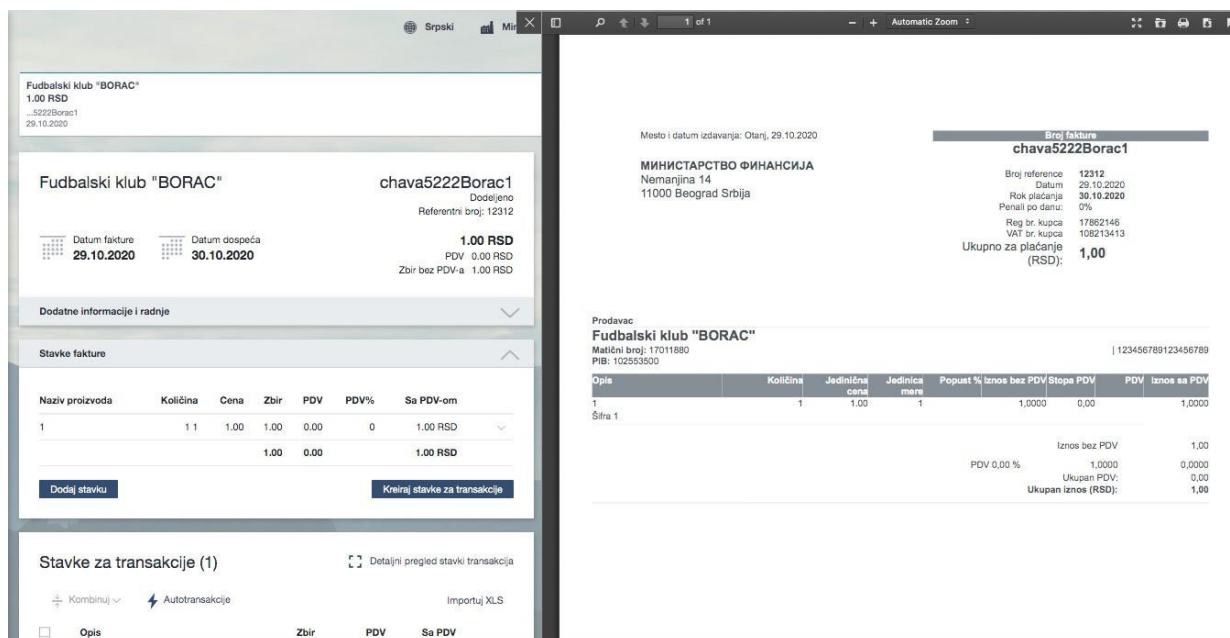 Srpski
Fudbalski klub "BORAC"
1.00 RSD
...5222Borac1
29.10.2020
Fudbalski klub "BORAC"
chava5222Borac1
Dodeljeno
Referentni broj: 12312
Datum fakture
29.10.2020
Datum dospeća
30.10.2020
1.00 RSD
PDV 0.00 RSD
Zbir bez PDV-a 1.00 RSD
Dodatne informacije i radnje
Stavke fakture
Naziv proizvoda Količina Cena Zbir PDV PDV% Sa PDV-om
1 1 1 1.00 1.00 0.00 0 1.00 RSD
1.00 0.00 1.00 RSD
Dodaj stavku Kreiraj stavke za transakcije
Stavke za transakcije (1) Detaljni pregled stavki transakcija
Kombinuj Autotransakcije Importuj XLS
Opis Zbir PDV Sa PDV
1 of 1 Automatic Zoom
Mesto i datum izdavanja: Otanj, 29.10.2020
МИНИСТАРСТВО ФИНАНСИЈА
Nemanjina 14
11000 Beograd Srbija
Broj fakture
chava5222Borac1
Broj reference 12312
Datum 29.10.2020
Rok plaćanja 30.10.2020
Penali po danu: 0%
Reg br. kupca 17862146
VAT br. kupca 108213413
Ukupno za plaćanje
(RSD): 1,00
Prodavac
Fudbalski klub "BORAC"
Matični broj: 17011880 | 123456789123456789
PIB: 102553500
Opis Količina Jedinična cena Jedinica mere Popust % Iznos bez PDV Stopa PDV PDV Iznos sa PDV
1 1 1.00 1 1,0000 0,00 1,0000
Šifra 1
Iznos bez PDV 1,00
PDV 0,00 % 1,0000 0,0000
Ukupan PDV: 0,00
Ukupan iznos (RSD): 1,00